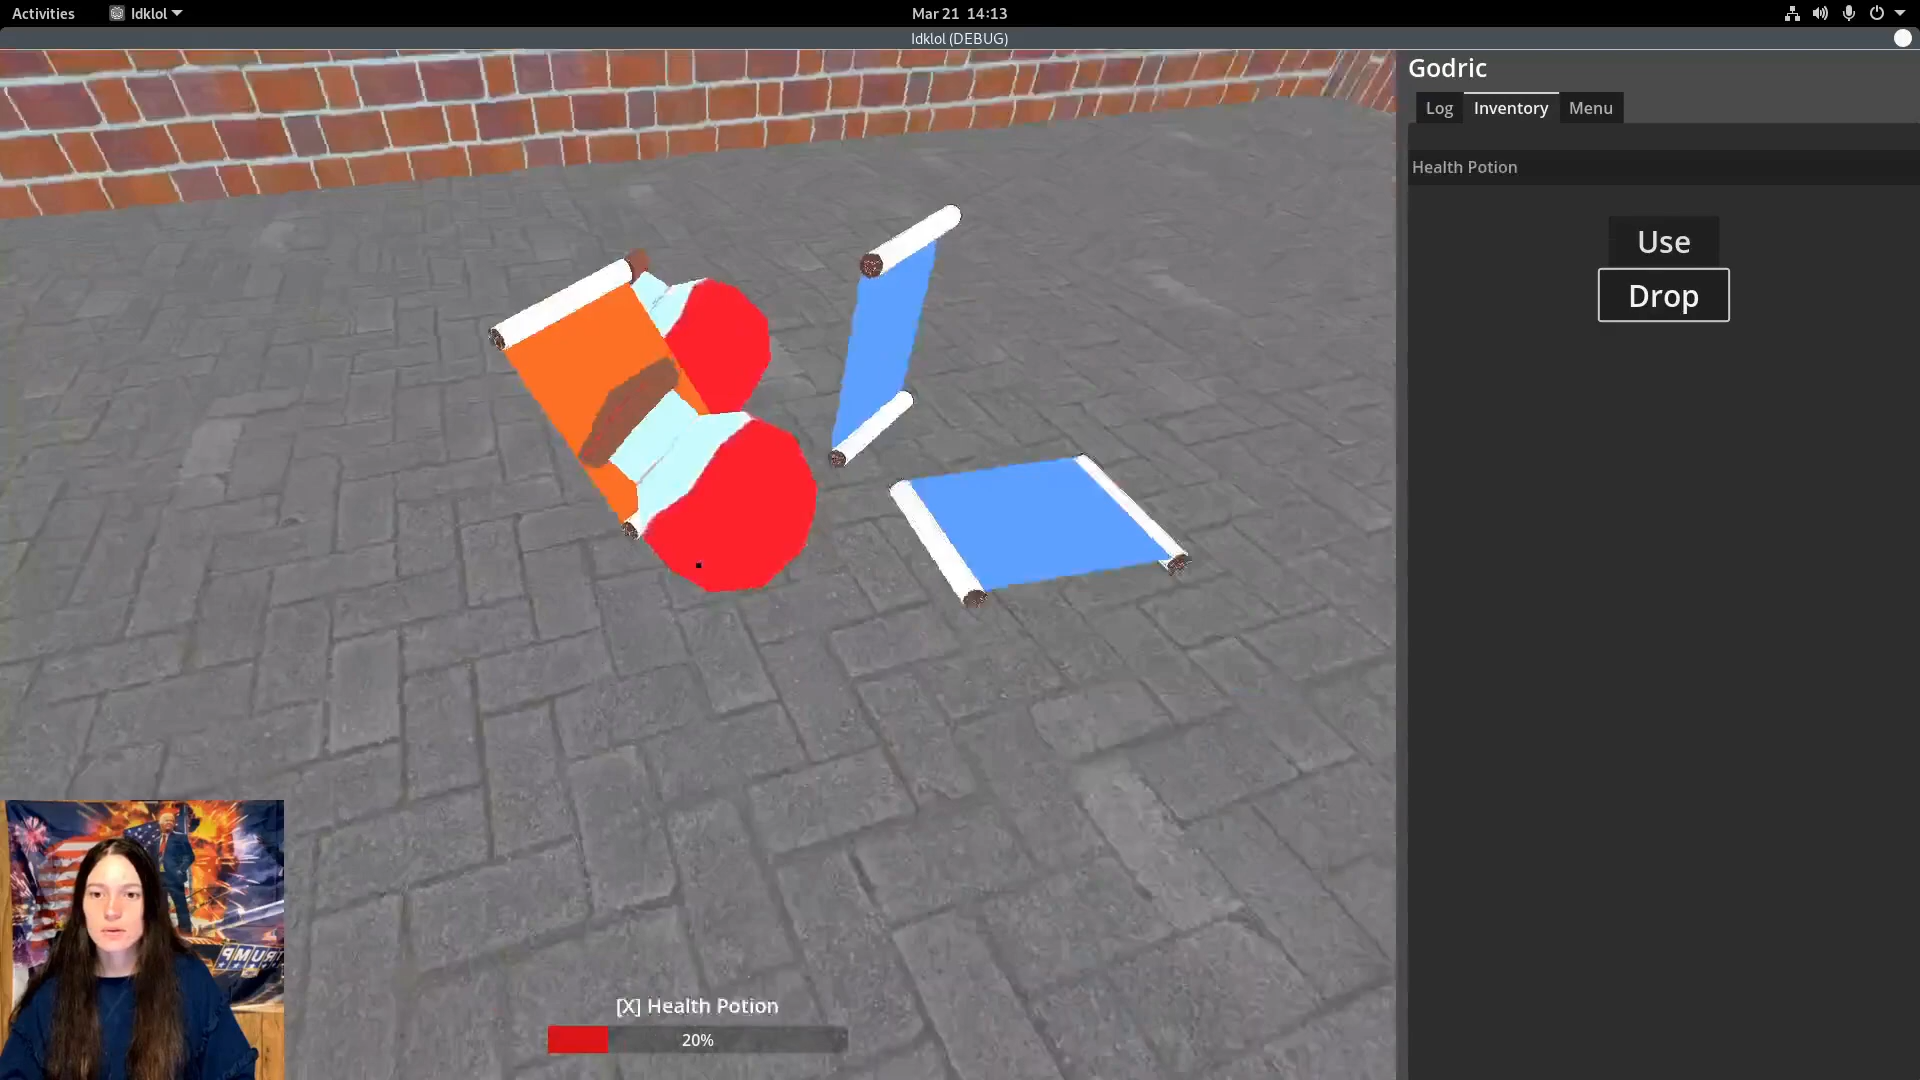 Activities
Idklol
Mar 21 14:13
Idklol (DEBUG)
Godric
Log
Inventory
Menu
Health Potion
Use
Drop
TRUMP
[X] Health Potion
20%